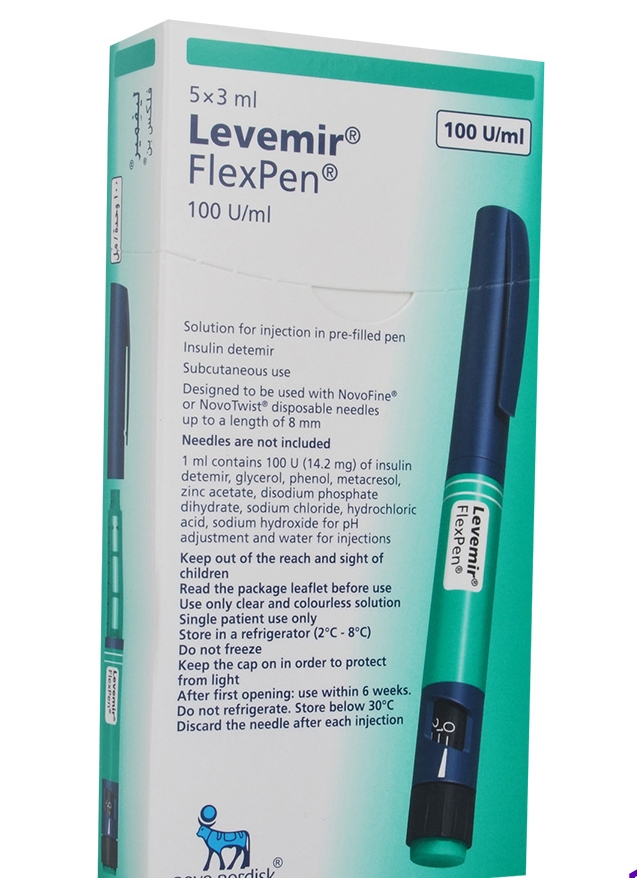 5×3 ml
Levemir®
FlexPen®
100 U/ml
100 U/ml
Solution for injection in pre-filled pen
Insulin detemir
Subcutaneous use
Designed to be used with NovoFine®
or NovoTwist® disposable needles
up to a length of 8 mm
Needles are not included
1 ml contains 100 U (14.2 mg) of insulin
detemir, glycerol, phenol, metacresol,
zinc acetate, disodium phosphate
dihydrate, sodium chloride, hydrochloric
acid, sodium hydroxide for pH
adjustment and water for injections
Keep out of the reach and sight of
children
Read the package leaflet before use
Use only clear and colourless solution
Single patient use only
Store in a refrigerator (2°C - 8°C)
Do not freeze
Keep the cap on in order to protect
from light
After first opening: use within 6 weeks.
Do not refrigerate. Store below 30°C
Discard the needle after each injection
novo nordisk®
Levemir®
FlexPen®
ليفمير®
فلكس بن®
Levemir®
FlexPen®